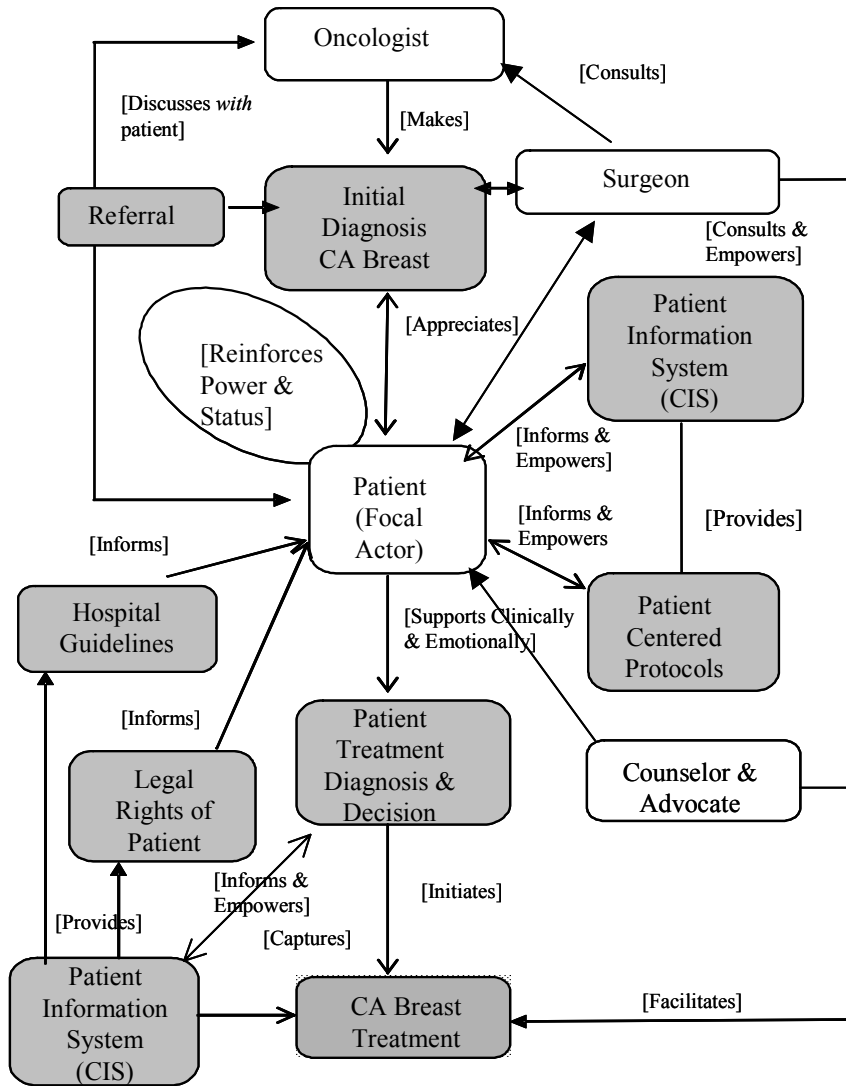 Oncologist
[Consults]
[Discusses with
patient]
[Makes]
Initial
Diagnosis
CA Breast
Surgeon
Referral
[Consults &
Empowers]
[Appreciates]
Patient
Information
System
(CIS)
[Reinforces
Power &
Status]
[Informs &
Empowers]
Patient
(Focal
Actor)
[Informs &
Empowers
[Provides]
[Informs]
Hospital
Guidelines
[Supports Clinically
& Emotionally]
Patient
Centered
Protocols
[Informs]
Patient
Treatment
Diagnosis &
Decision
Legal
Rights of
Patient
Counselor &
Advocate
[Informs &
Empowers]
[Initiates]
[Provides]
[Captures]
Patient
Information
System
(CIS)
CA Breast
Treatment
[Facilitates]